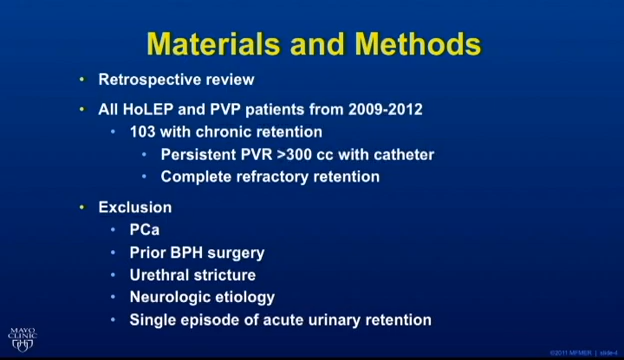 Materials and Methods
• Retrospective review
• All HoLEP and PVP patients from 2009-2012
• 103 with chronic retention
• Persistent PVR >300 cc with catheter
• Complete refractory retention
• Exclusion
• PCa
• Prior BPH surgery
• Urethral stricture
• Neurologic etiology
• Single episode of acute urinary retention
MAYO
CLINIC
©2011 MFMER | slide-4